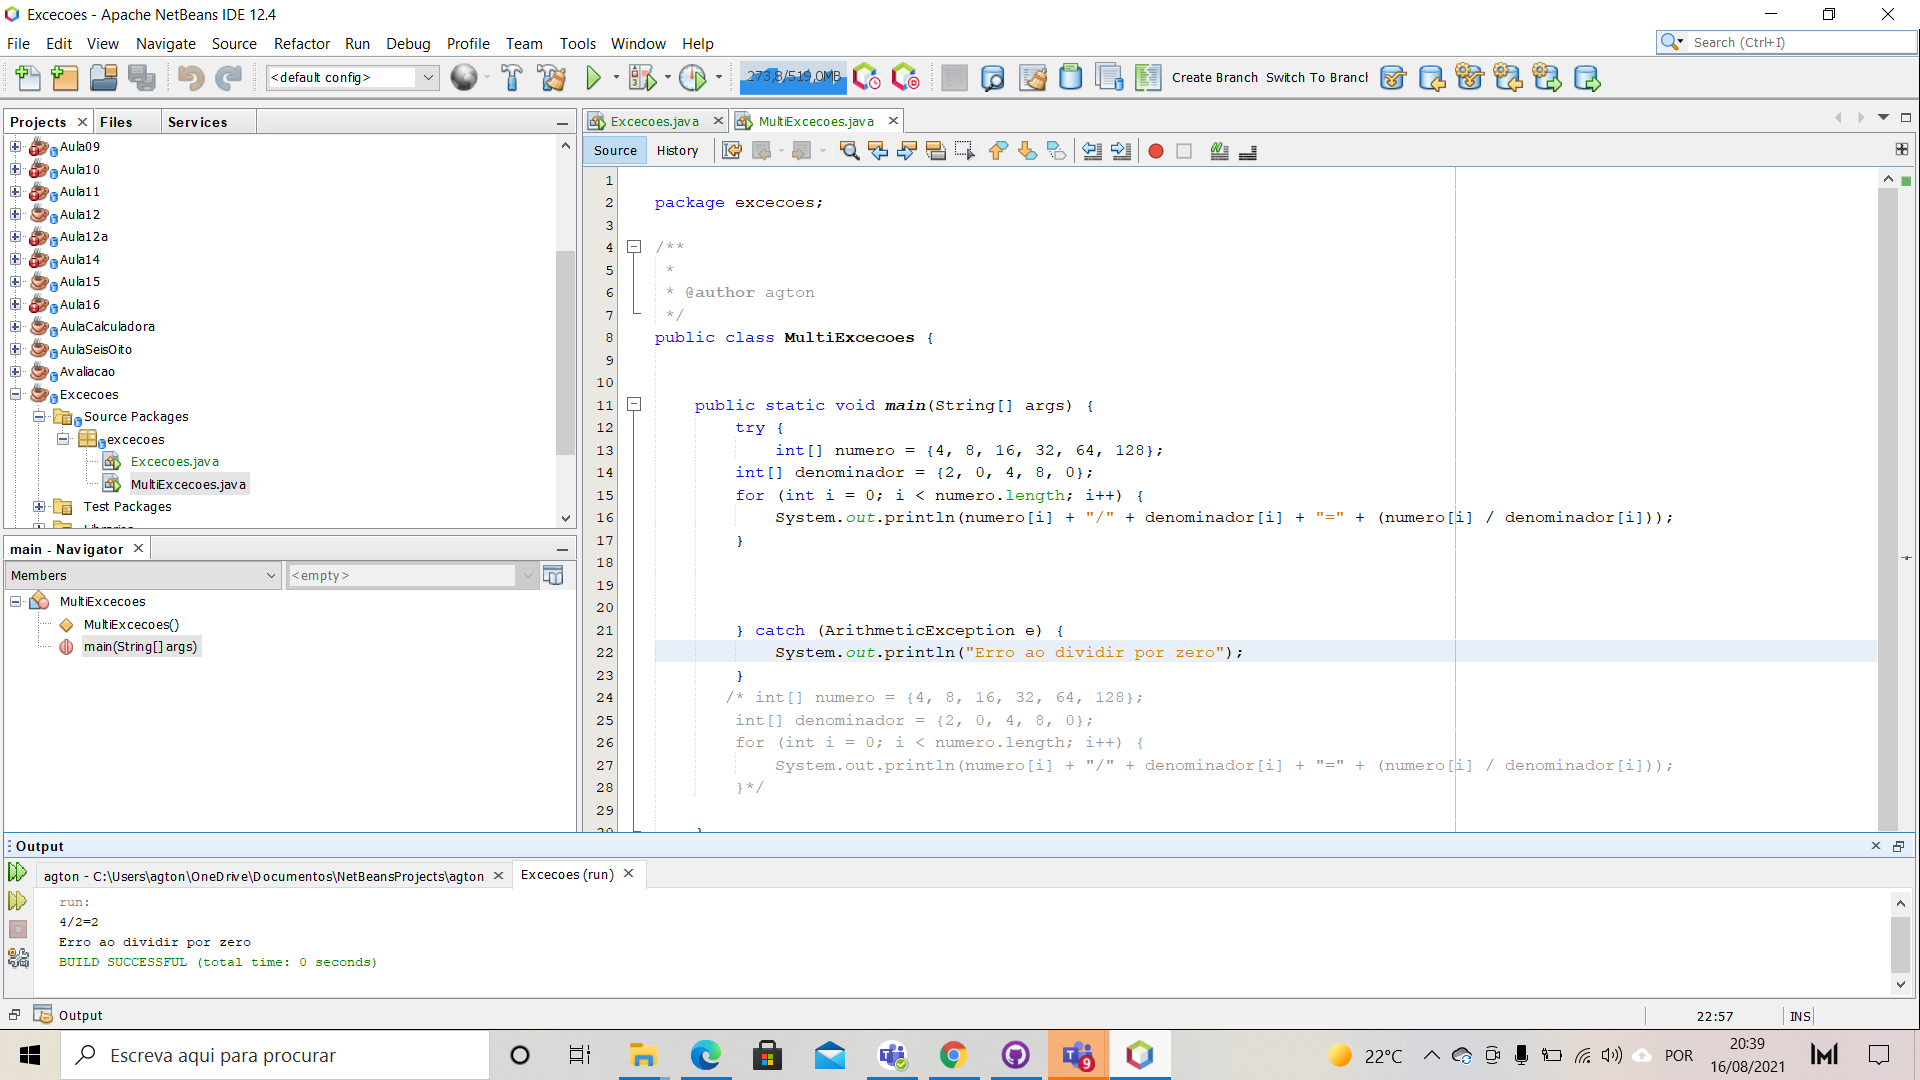 Excecoes - Apache NetBeans IDE 12.4
File Edit View Navigate Source Refactor Run Debug Profile Team Tools Window Help
Search (Ctrl+I)
<default config>
273,8/519,0MB
Create Branch Switch To Branch
Projects Files Services
Aula09
Aula10
Aula11
Aula12
Aula12a
Aula14
Aula15
Aula16
AulaCalculadora
AulaSeisOito
Avaliacao
Excecoes
Source Packages
excecoes
Excecoes.java
MultiExcecoes.java
Test Packages
Libraries
main - Navigator
Members
<empty>
MultiExcecoes
MultiExcecoes()
main(String[] args)
Excecoes.java MultiExcecoes.java
Source History
1
2 package excecoes;
3
4 /**
5 *
6 * @author agton
7 */
8 public class MultiExcecoes {
9
10
11 public static void main(String[] args) {
12 try {
13 int[] numero = {4, 8, 16, 32, 64, 128};
14 int[] denominador = {2, 0, 4, 8, 0};
15 for (int i = 0; i < numero.length; i++) {
16 System.out.println(numero[i] + "/" + denominador[i] + "=" + (numero[i] / denominador[i]));
17 }
18
19
20
21 } catch (ArithmeticException e) {
22 System.out.println("Erro ao dividir por zero");
23 }
24 /* int[] numero = {4, 8, 16, 32, 64, 128};
25 int[] denominador = {2, 0, 4, 8, 0};
26 for (int i = 0; i < numero.length; i++) {
27 System.out.println(numero[i] + "/" + denominador[i] + "=" + (numero[i] / denominador[i]));
28 }*/
29
30 }
Output
agton - C:\Users\agton\OneDrive\Documentos\NetBeansProjects\agton
Excecoes (run)
run:
4/2=2
Erro ao dividir por zero
BUILD SUCCESSFUL (total time: 0 seconds)
Output
22:57 INS
Escreva aqui para procurar
9
22°C
POR
20:39
16/08/2021